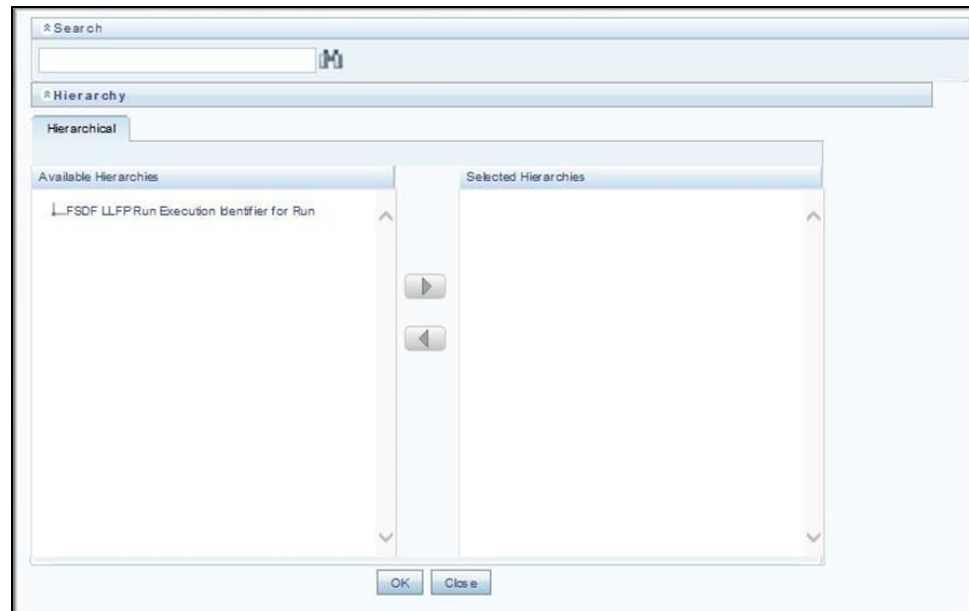 Search
Hierarchy
Hierarchical
Available Hierarchies
Selected Hierarchies
FSDF LLFP Run Execution Identifier for Run
OK
Close